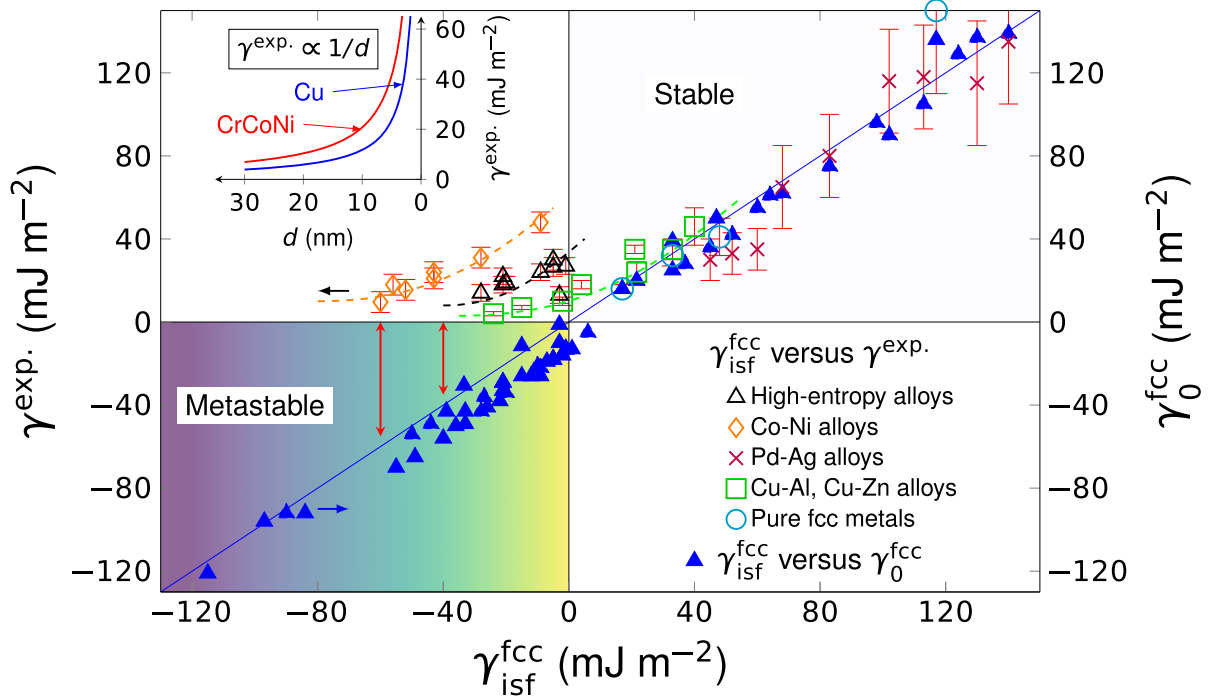 γ^exp. ∝ 1/d
Cu
CrCoNi
60
40
20
0
γ^exp. (mJ m⁻²)
30 20 10 0
d (nm)
Stable
Metastable
120
80
40
0
−40
−80
−120
γ^exp. (mJ m⁻²)
120
80
40
0
−40
−80
−120
γ₀^fcc (mJ m⁻²)
γ_isf^fcc versus γ^exp.
High-entropy alloys
Co-Ni alloys
Pd-Ag alloys
Cu-Al, Cu-Zn alloys
Pure fcc metals
γ_isf^fcc versus γ₀^fcc
−120 −80 −40 0 40 80 120
γ_isf^fcc (mJ m⁻²)